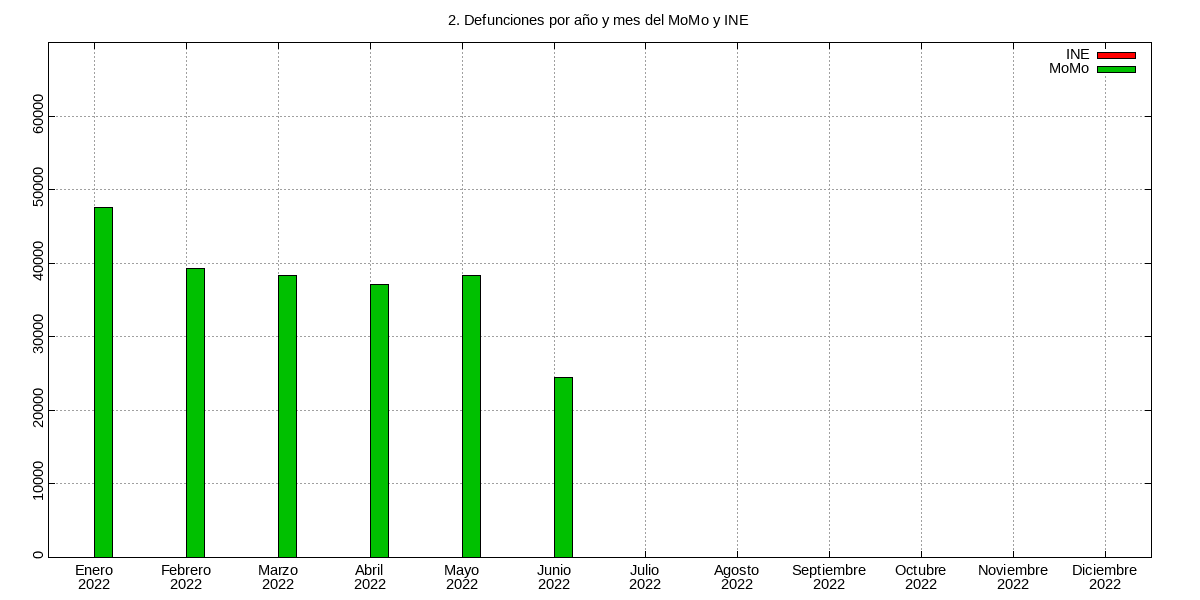 2. Defunciones por año y mes del MoMo y INE
INE
MoMo
60000
50000
40000
30000
20000
10000
0
Enero Febrero Marzo Abril Mayo Junio Julio Agosto Septiembre Octubre Noviembre Diciembre
2022 2022 2022 2022 2022 2022 2022 2022 2022 2022 2022 2022